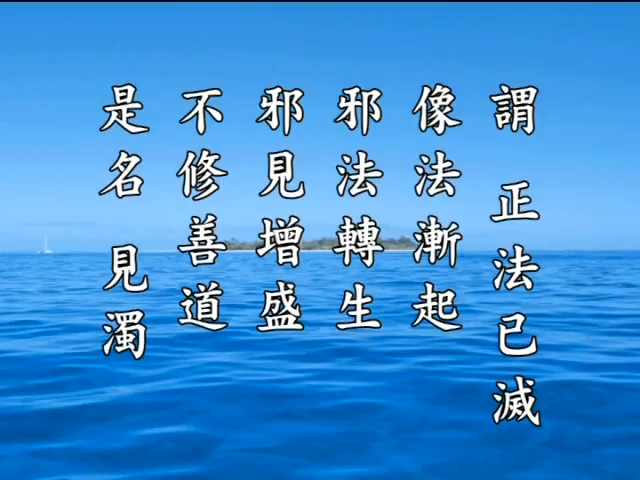 謂 正法已滅
像法漸起
邪法轉生
邪見增盛
不修善道
是名 見濁